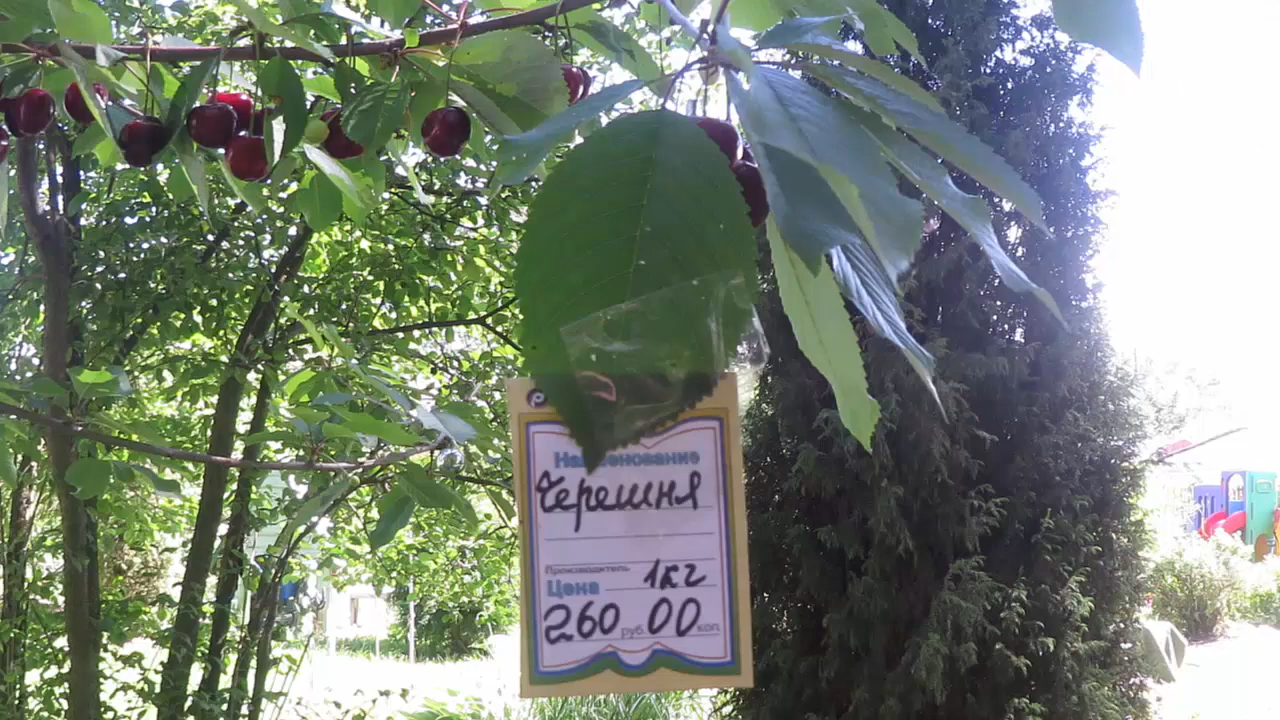 Наименование
Черешня
Производитель
1кг
Цена
260 руб. 00 коп.